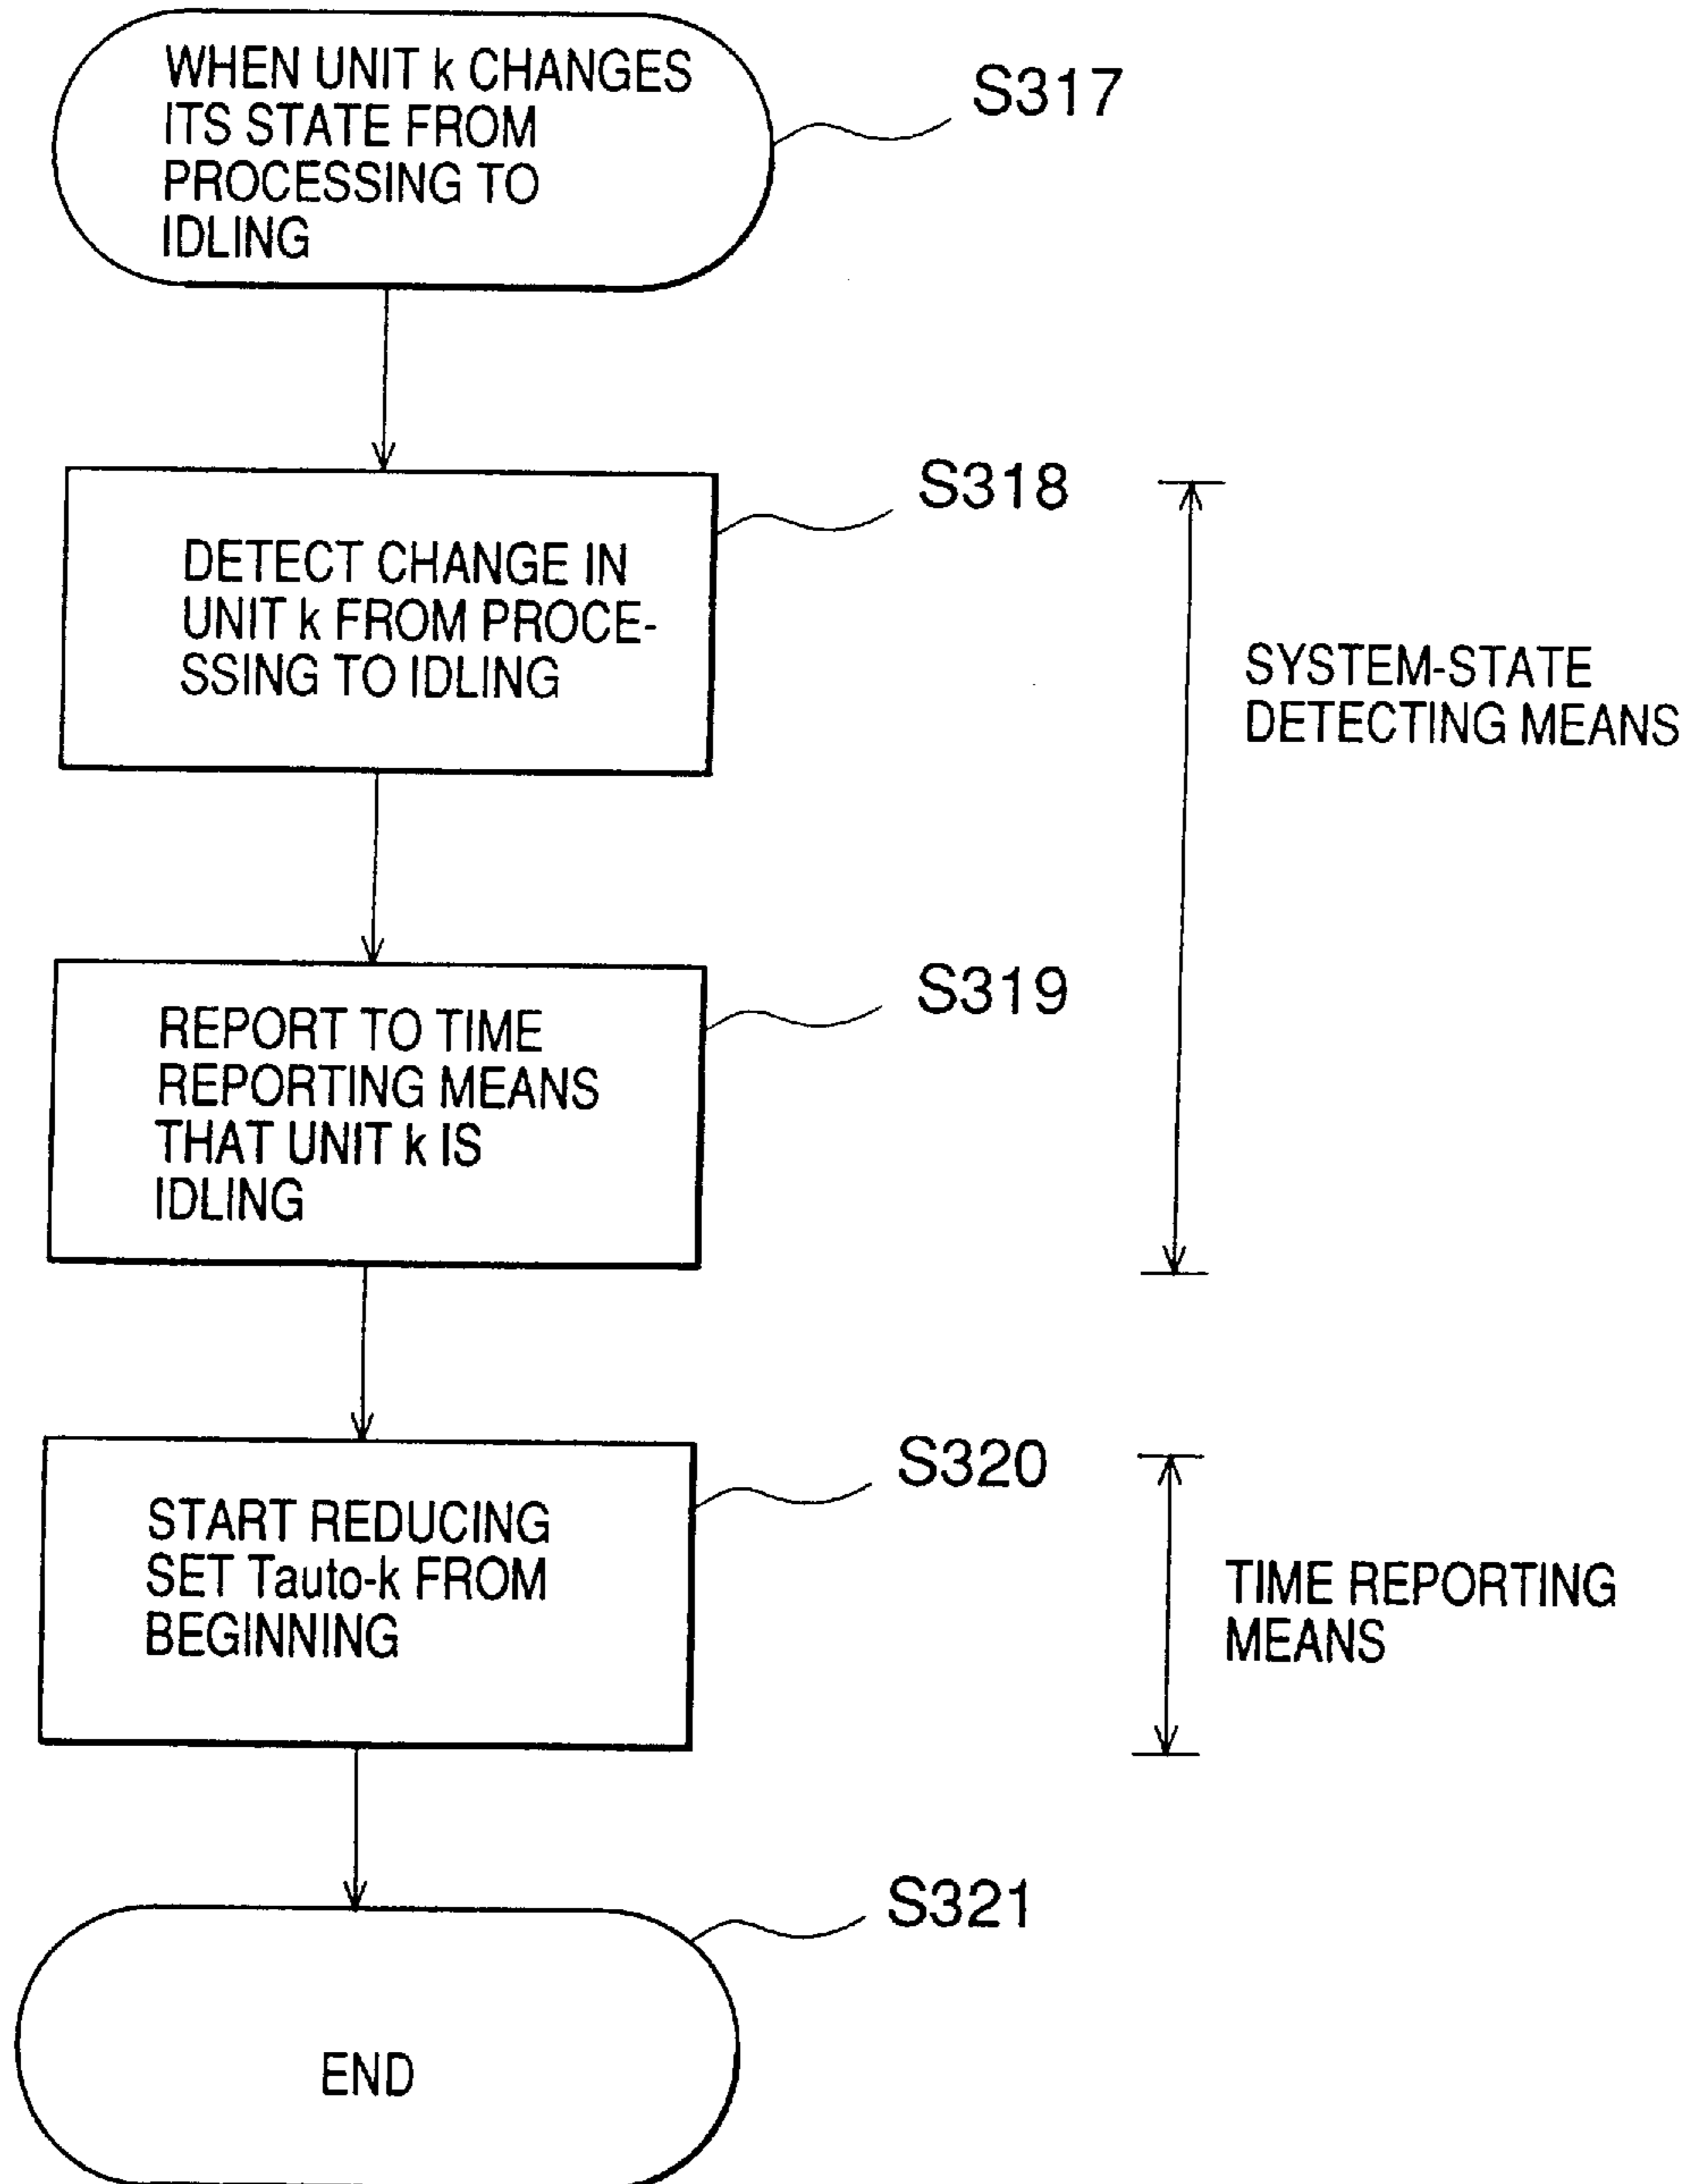 WHEN UNIT k CHANGES
ITS STATE FROM
PROCESSING TO
IDLING
S317
S318
DETECT CHANGE IN
UNIT k FROM PROCE-
SSING TO IDLING
SYSTEM-STATE
DETECTING MEANS
S319
REPORT TO TIME
REPORTING MEANS
THAT UNIT k IS
IDLING
S320
START REDUCING
SET Tauto-k FROM
BEGINNING
TIME REPORTING
MEANS
S321
END